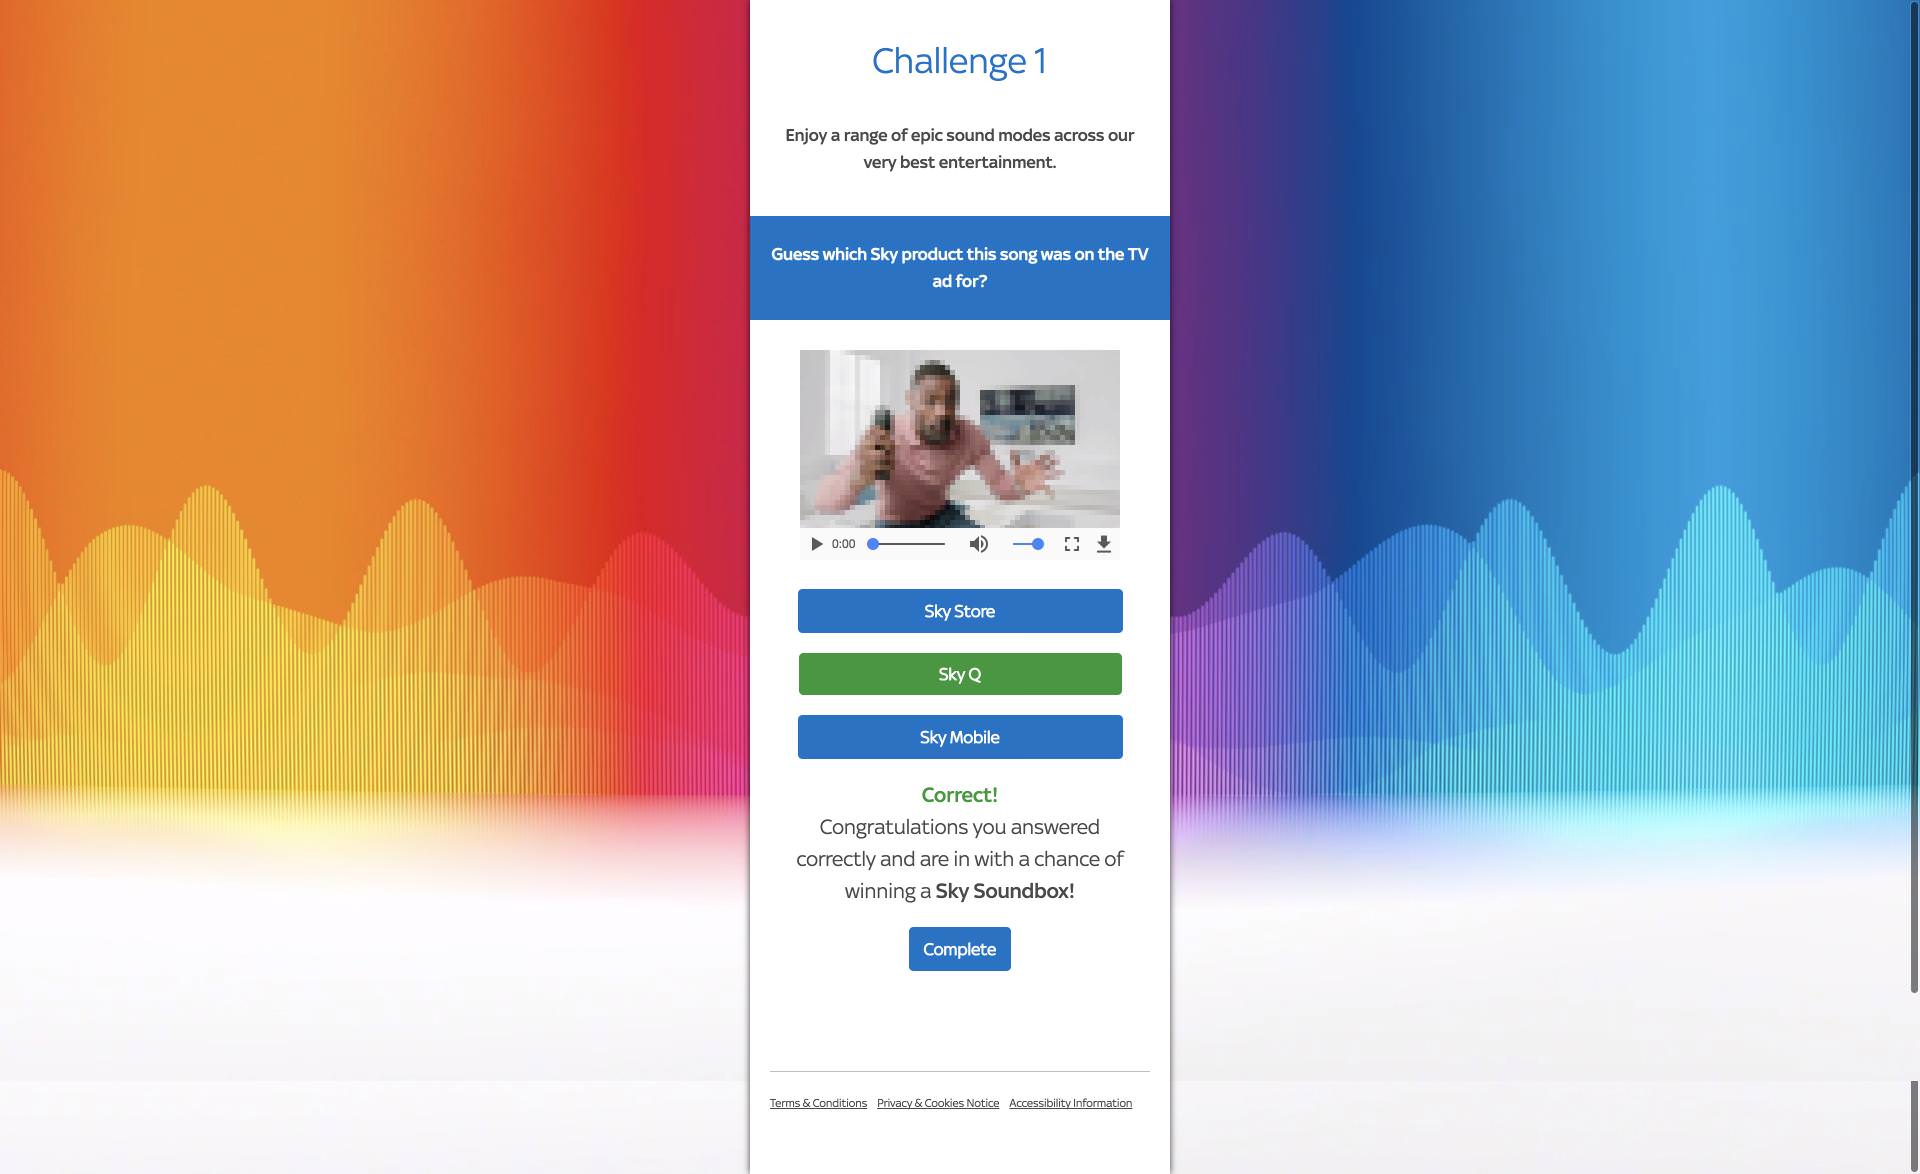 Challenge 1
Enjoy a range of epic sound modes across our
very best entertainment.
Guess which Sky product this song was on the TV
ad for?
0:00
Sky Store
Sky Q
Sky Mobile
Correct!
Congratulations you answered
correctly and are in with a chance of
winning a Sky Soundbox!
Complete
Terms & Conditions Privacy & Cookies Notice Accessibility Information